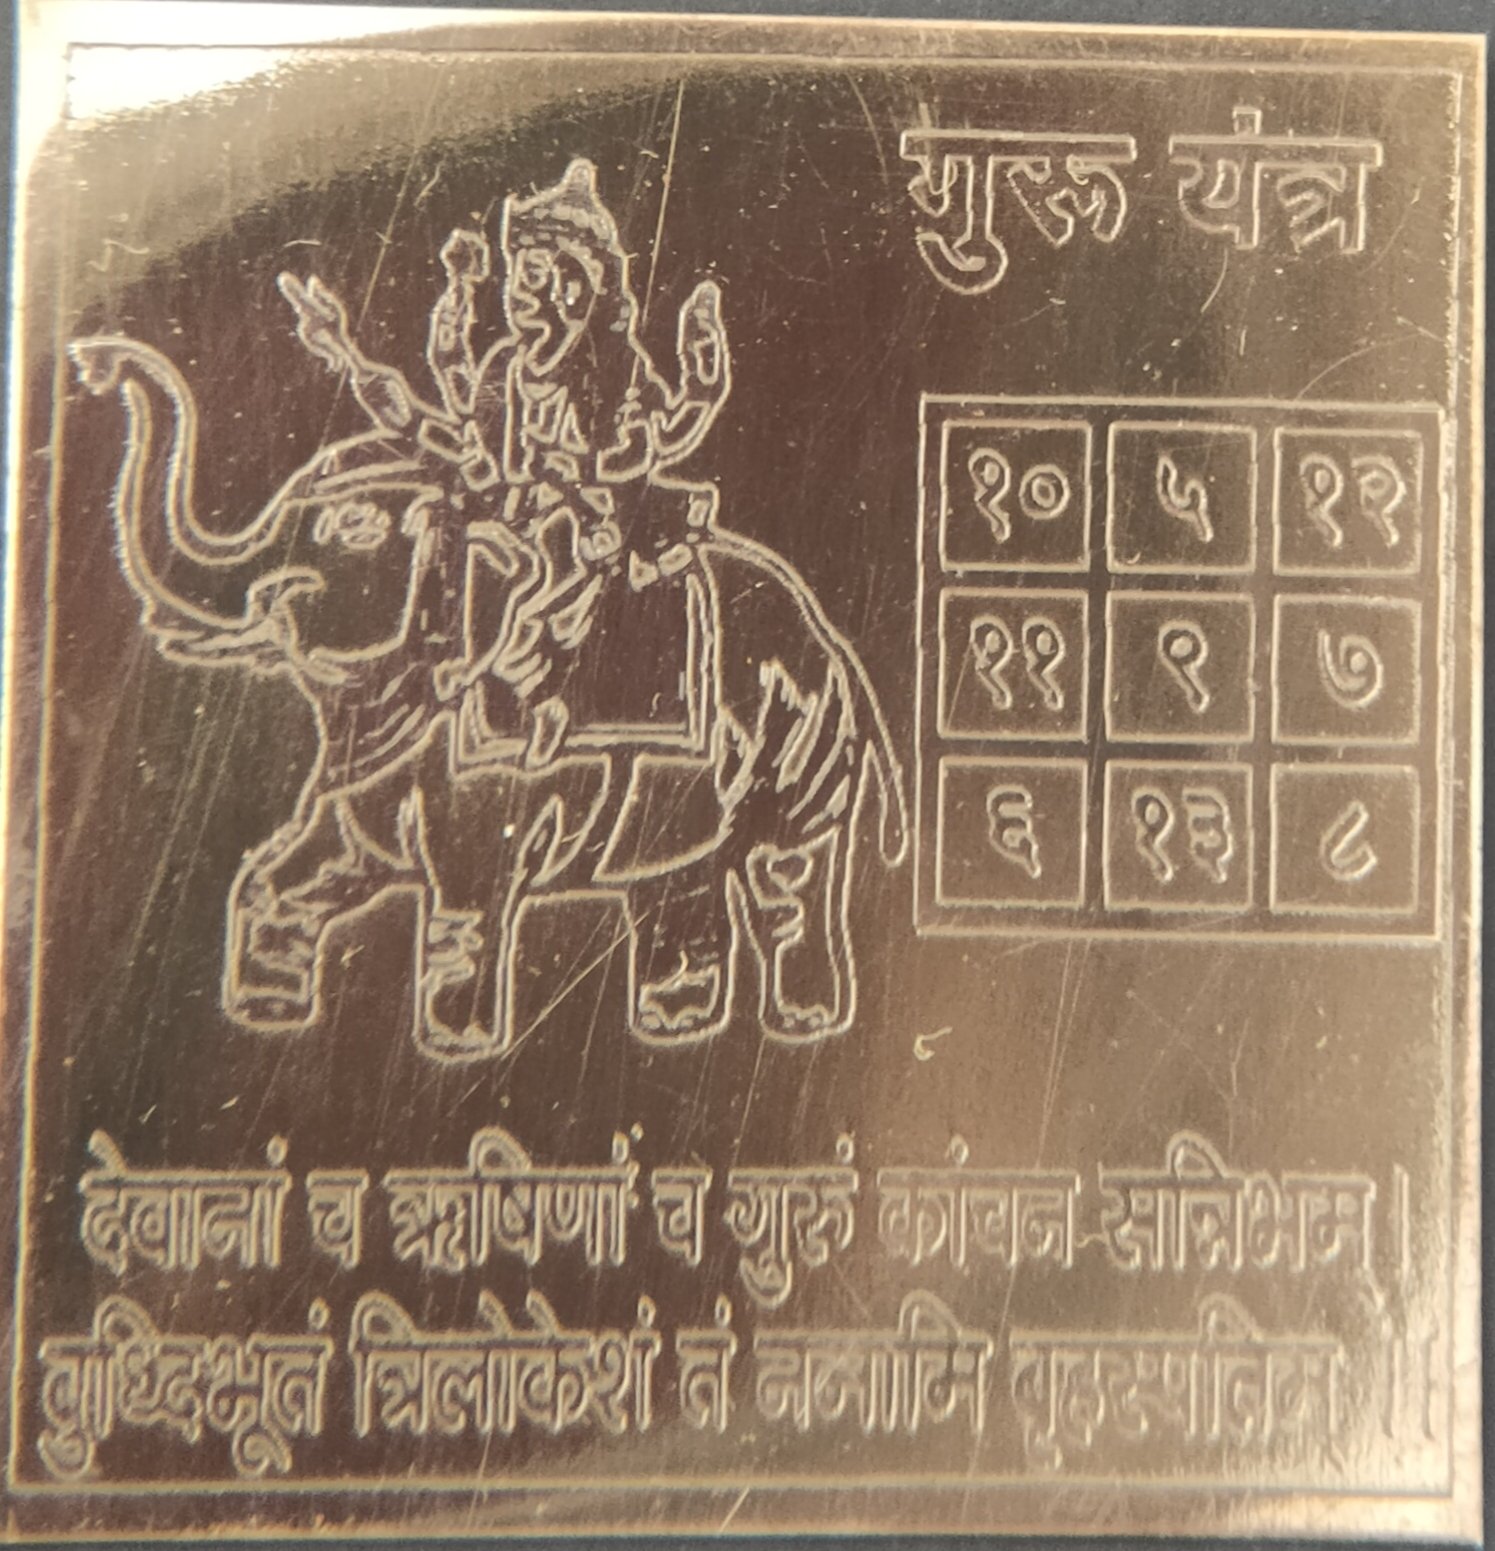 गुरू यंत्र
१० ५ १२
११ ९ ७
६ १३ ८
देवानां च ऋषिणां च गुरुं कांचन-सन्निभम् ।
बुध्दिभूतं त्रिलोकेशं तं नमामि बृहस्पतिम् ।।